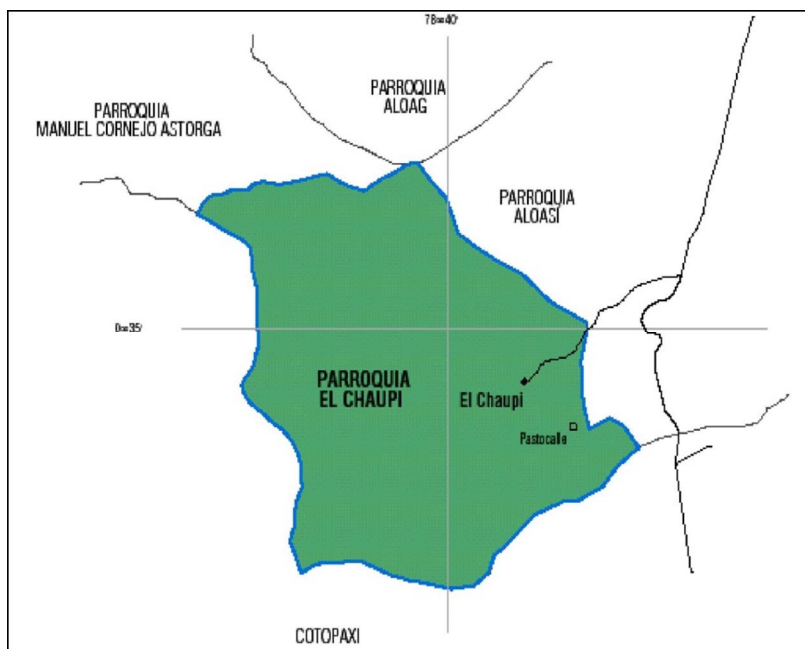 78°40'
PARROQUIA
ALOAG
PARROQUIA
MANUEL CORNEJO ASTORGA
PARROQUIA
ALOASÍ
0°35'
PARROQUIA
EL CHAUPI
El Chaupi
Pastocalle
COTOPAXI